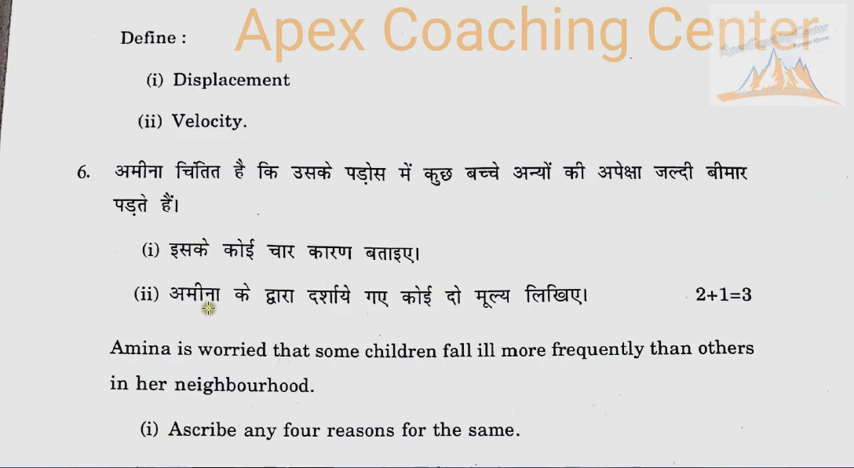 Apex Coaching Center
Define :
(i) Displacement
(ii) Velocity.
6. अमीना चिंतित है कि उसके पड़ोस में कुछ बच्चे अन्यों की अपेक्षा जल्दी बीमार
पड़ते हैं।
(i) इसके कोई चार कारण बताइए।
(ii) अमीना के द्वारा दर्शाये गए कोई दो मूल्य लिखिए। 2+1=3
Amina is worried that some children fall ill more frequently than others
in her neighbourhood.
(i) Ascribe any four reasons for the same.